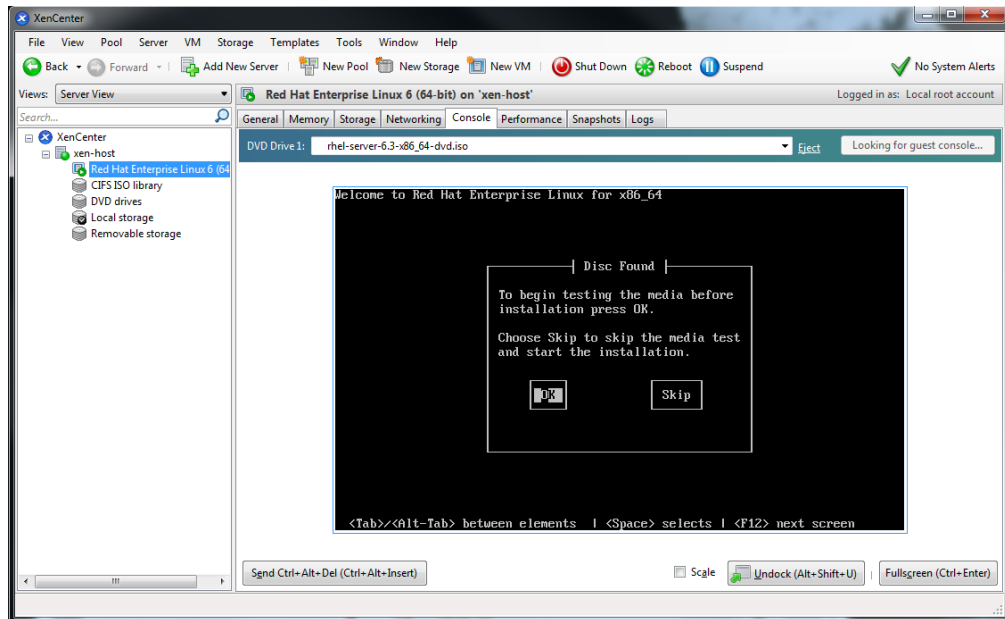 XenCenter
File View Pool Server VM Storage Templates Tools Window Help
Back Forward Add New Server New Pool New Storage New VM Shut Down Reboot Suspend No System Alerts
Views: Server View
Red Hat Enterprise Linux 6 (64-bit) on 'xen-host' Logged in as: Local root account
Search...
General Memory Storage Networking Console Performance Snapshots Logs
XenCenter
xen-host
Red Hat Enterprise Linux 6 (64
CIFS ISO library
DVD drives
Local storage
Removable storage
DVD Drive 1: rhel-server-6.3-x86_64-dvd.iso Eject Looking for guest console...
Welcome to Red Hat Enterprise Linux for x86_64
Disc Found
To begin testing the media before
installation press OK.
Choose Skip to skip the media test
and start the installation.
OK Skip
<Tab>/<Alt-Tab> between elements | <Space> selects | <F12> next screen
Send Ctrl+Alt+Del (Ctrl+Alt+Insert) Scale Undock (Alt+Shift+U) Fullscreen (Ctrl+Enter)